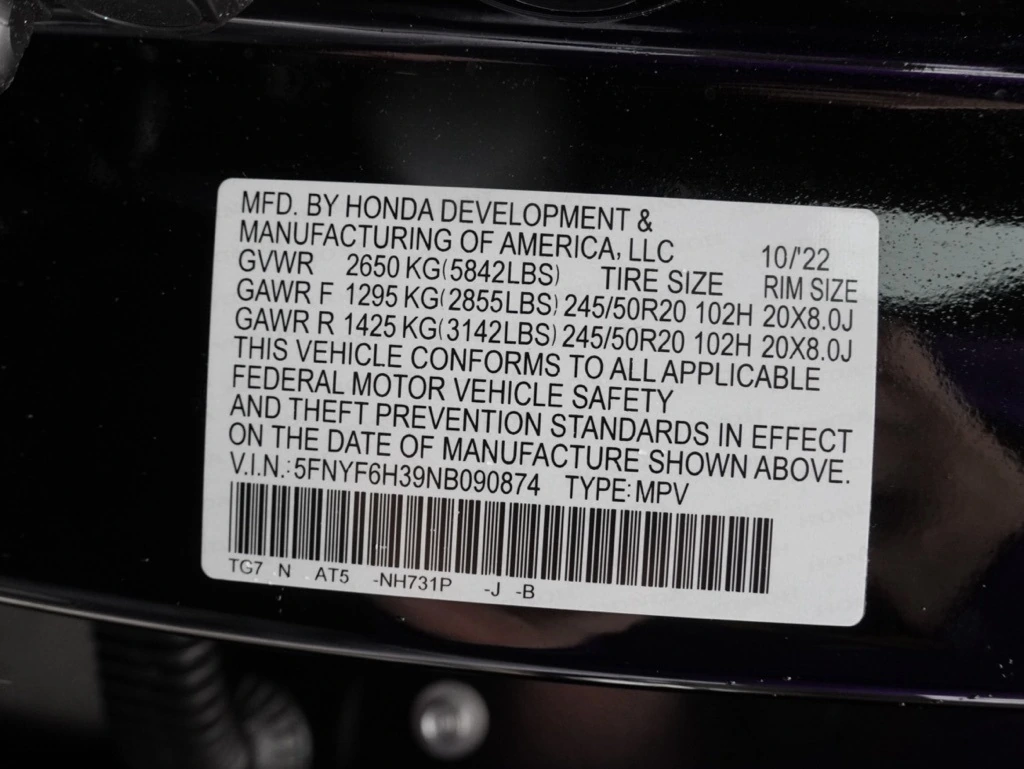 MFD. BY HONDA DEVELOPMENT &
MANUFACTURING OF AMERICA, LLC 10/'22
GVWR 2650 KG(5842LBS) TIRE SIZE RIM SIZE
GAWR F 1295 KG(2855LBS) 245/50R20 102H 20X8.0J
GAWR R 1425 KG(3142LBS) 245/50R20 102H 20X8.0J
THIS VEHICLE CONFORMS TO ALL APPLICABLE
FEDERAL MOTOR VEHICLE SAFETY
AND THEFT PREVENTION STANDARDS IN EFFECT
ON THE DATE OF MANUFACTURE SHOWN ABOVE.
V.I.N.: 5FNYF6H39NB090874 TYPE: MPV
TG7 N AT5 -NH731P -J -B